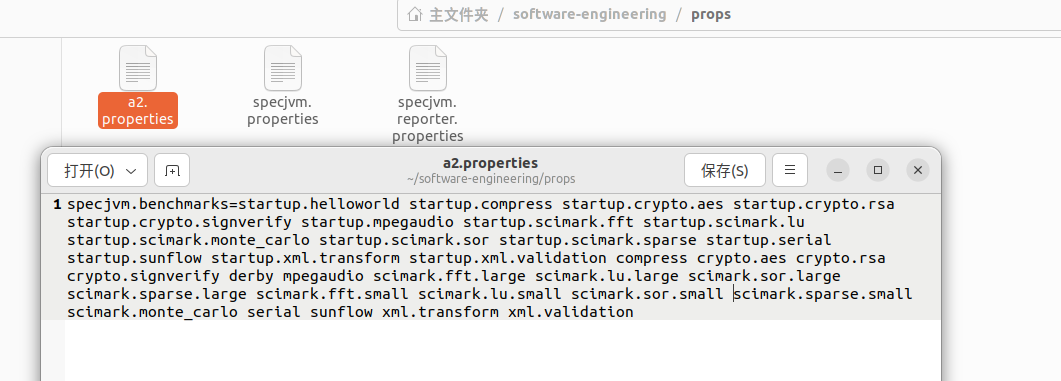 主文件夹 / software-engineering / props
a2.
properties
specjvm.
properties
specjvm.
reporter.
properties
打开(O)
a2.properties
~/software-engineering/props
保存(S)
1 specjvm.benchmarks=startup.helloworld startup.compress startup.crypto.aes startup.crypto.rsa
startup.crypto.signverify startup.mpegaudio startup.scimark.fft startup.scimark.lu
startup.scimark.monte_carlo startup.scimark.sor startup.scimark.sparse startup.serial
startup.sunflow startup.xml.transform startup.xml.validation compress crypto.aes crypto.rsa
crypto.signverify derby mpegaudio scimark.fft.large scimark.lu.large scimark.sor.large
scimark.sparse.large scimark.fft.small scimark.lu.small scimark.sor.small scimark.sparse.small
scimark.monte_carlo serial sunflow xml.transform xml.validation